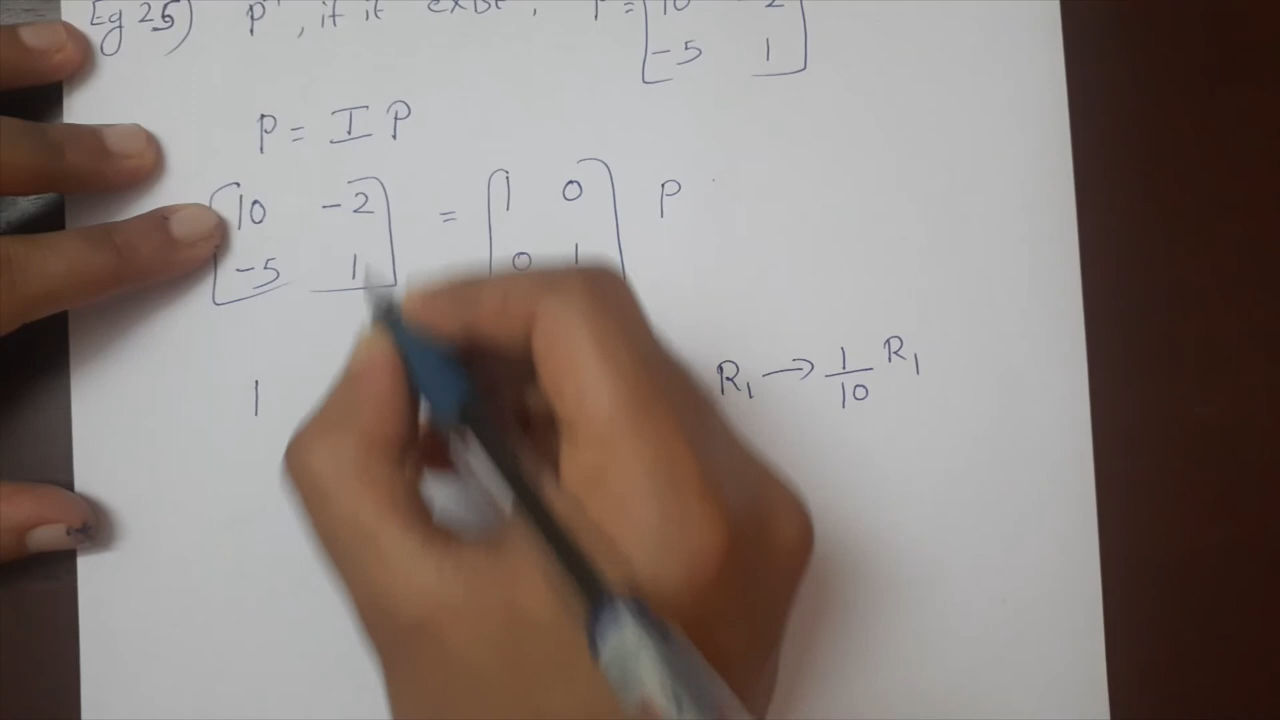 Eg 25) P⁻¹, if it exist, P = [10 -2
-5 1]
P = I P
[10 -2] = [1 0] P
[-5 1] [0 1]
R₁ → 1/10 R₁
1